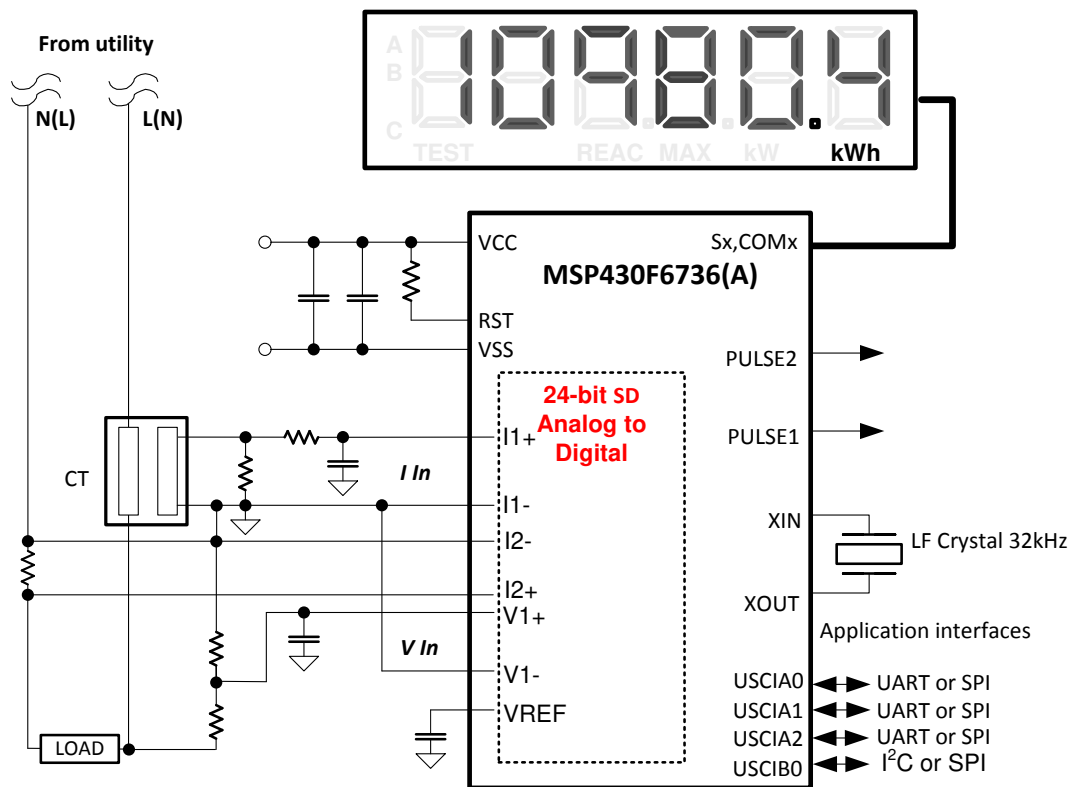 From utility
N(L)
L(N)
A
B
C
10980.4
TEST
REAC
MAX
kW
kWh
VCC
Sx,COMx
MSP430F6736(A)
RST
VSS
PULSE2
24-bit SD
Analog to
Digital
I1+
PULSE1
CT
I In
I1-
XIN
I2-
LF Crystal 32kHz
I2+
XOUT
V1+
Application interfaces
V In
V1-
USCIA0
UART or SPI
VREF
USCIA1
UART or SPI
USCIA2
UART or SPI
LOAD
USCIB0
I²C or SPI